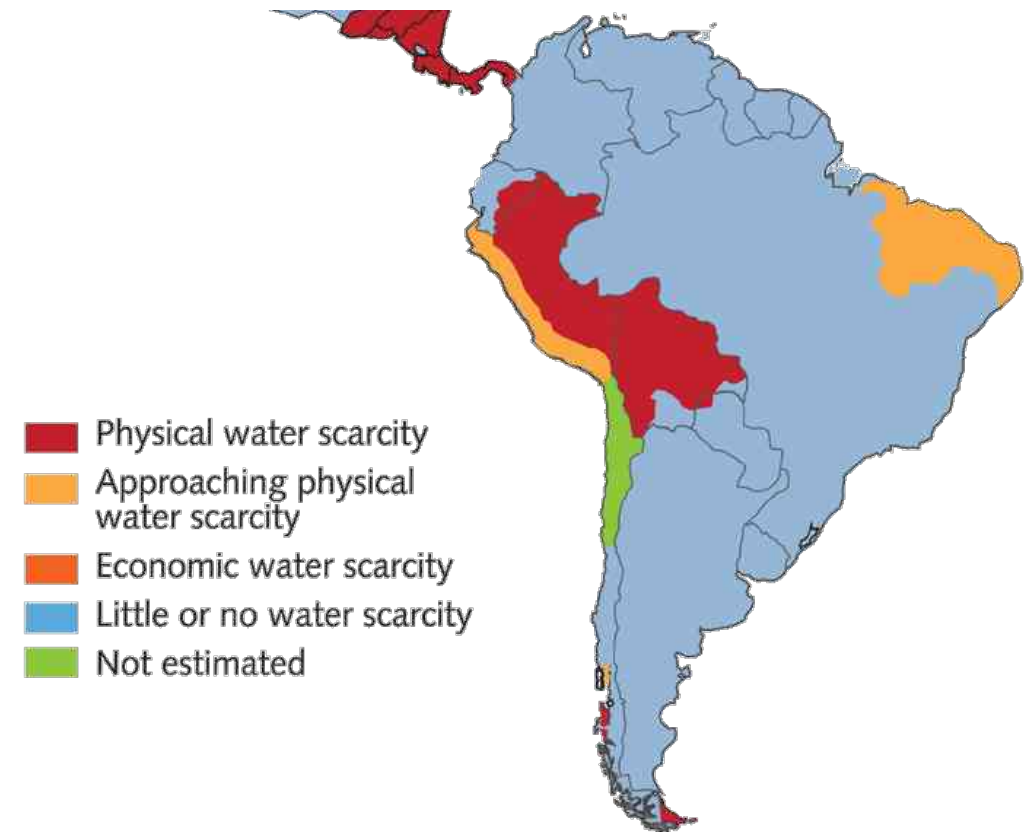 Physical water scarcity
Approaching physical
water scarcity
Economic water scarcity
Little or no water scarcity
Not estimated